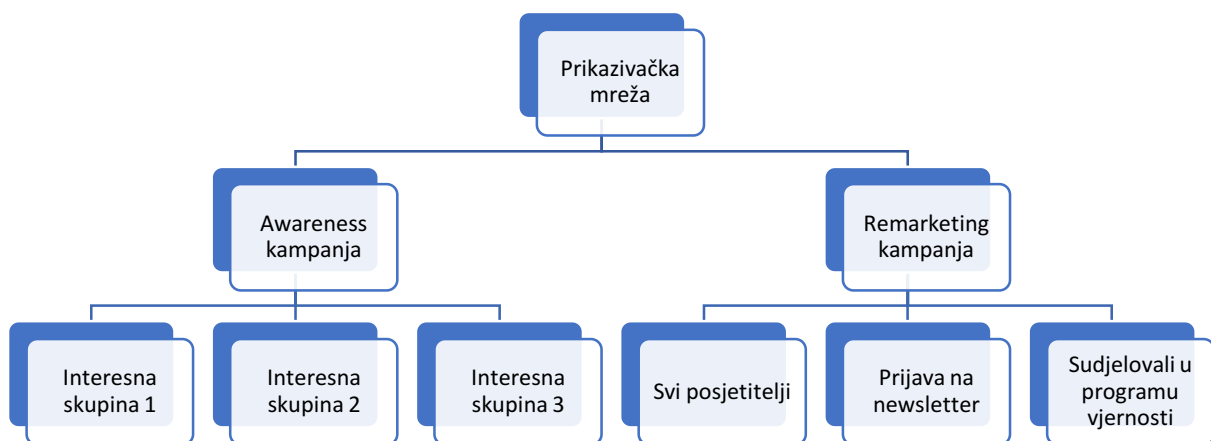 Prikazivačka
mreža
Awareness
kampanja
Remarketing
kampanja
Interesna
skupina 1
Interesna
skupina 2
Interesna
skupina 3
Svi posjetitelji
Prijava na
newsletter
Sudjelovali u
programu
vjernosti